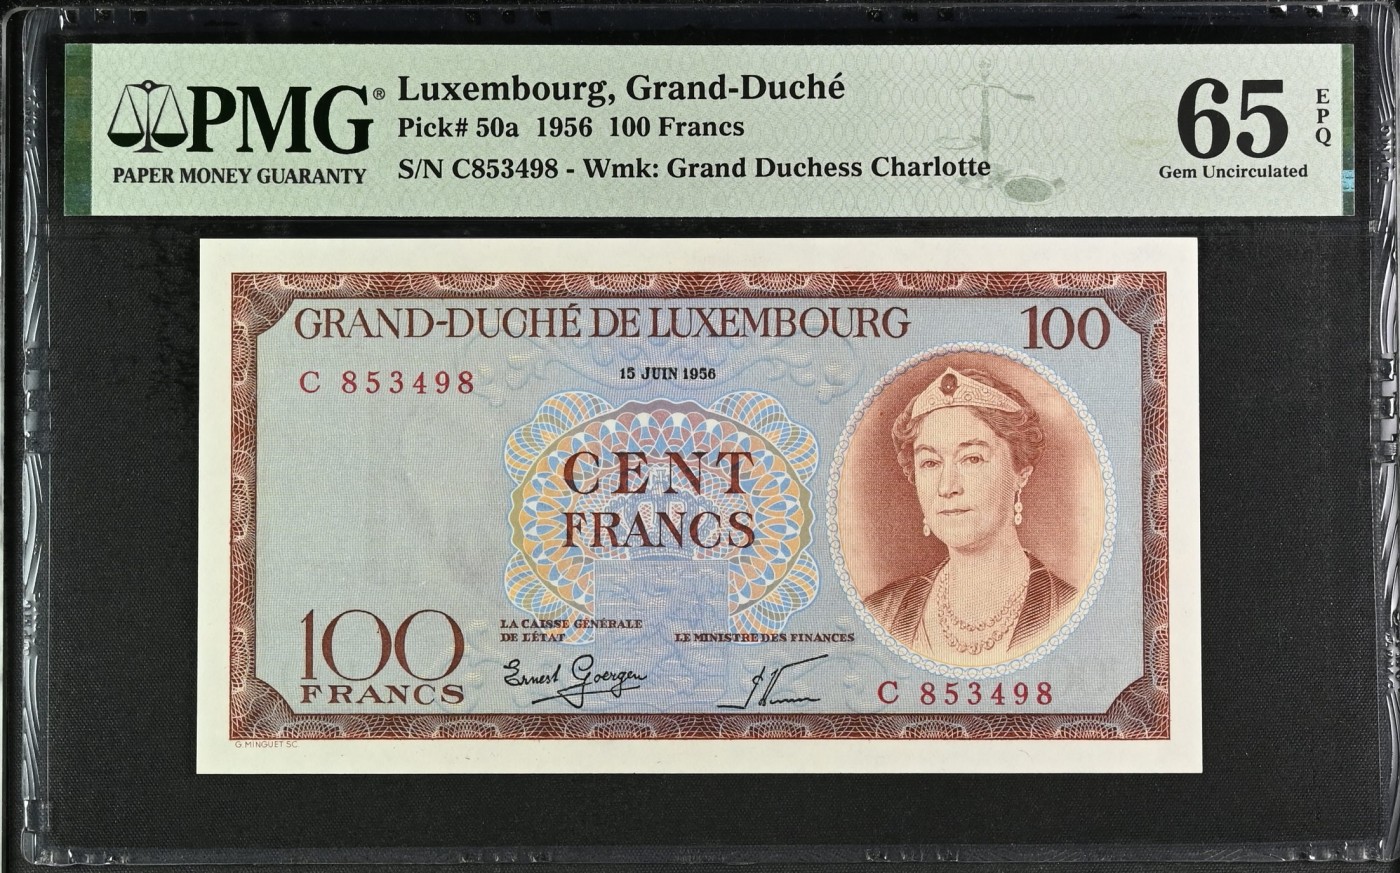 PMG®
PAPER MONEY GUARANTY
Luxembourg, Grand-Duché
Pick# 50a 1956 100 Francs
S/N C853498 - Wmk: Grand Duchess Charlotte
65
EPQ
Gem Uncirculated
GRAND-DUCHÉ DE LUXEMBOURG
100
C 853498
15 JUIN 1956
CENT
FRANCS
LA CAISSE GÉNÉRALE
DE L'ÉTAT
LE MINISTRE DES FINANCES
100
FRANCS
Ernest Goergen
C 853498
G. MINGUET SC.